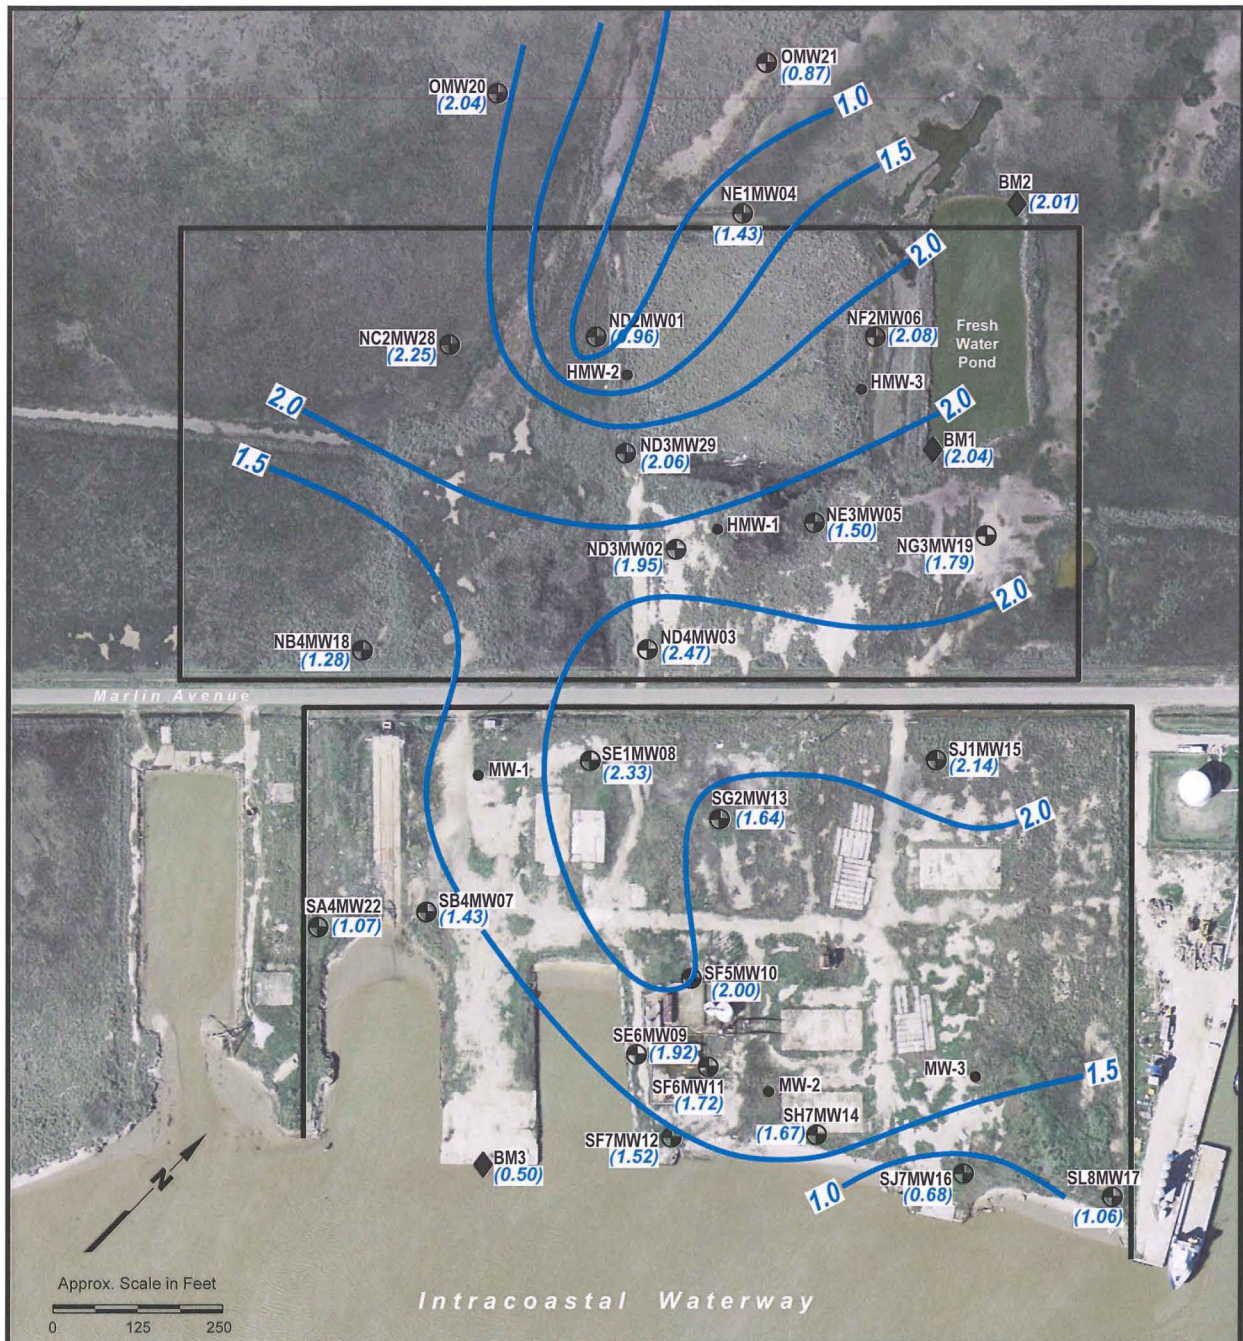 OMW21
(0.87)
OMW20
(2.04)
1.0
1.5
BM2
(2.01)
NE1MW04
(1.43)
2.0
ND2MW01
(0.96)
NF2MW06
(2.08)
Fresh
Water
Pond
NC2MW28
(2.25)
HMW-2
HMW-3
2.0
2.0
BM1
(2.04)
ND3MW29
(2.06)
1.5
NE3MW05
(1.50)
HMW-1
ND3MW02
(1.95)
NG3MW19
(1.79)
2.0
NB4MW18
(1.28)
ND4MW03
(2.47)
Marlin Avenue
SE1MW08
(2.33)
MW-1
SJ1MW15
(2.14)
SG2MW13
(1.64)
2.0
SA4MW22
(1.07)
SB4MW07
(1.43)
SF5MW10
(2.00)
SE6MW09
(1.92)
SF6MW11
(1.72)
MW-2
MW-3
1.5
SH7MW14
(1.67)
SF7MW12
(1.52)
BM3
(0.50)
N
1.0
SJ7MW16
(0.68)
SL8MW17
(1.06)
Approx. Scale in Feet
0 125 250
Intracoastal Waterway